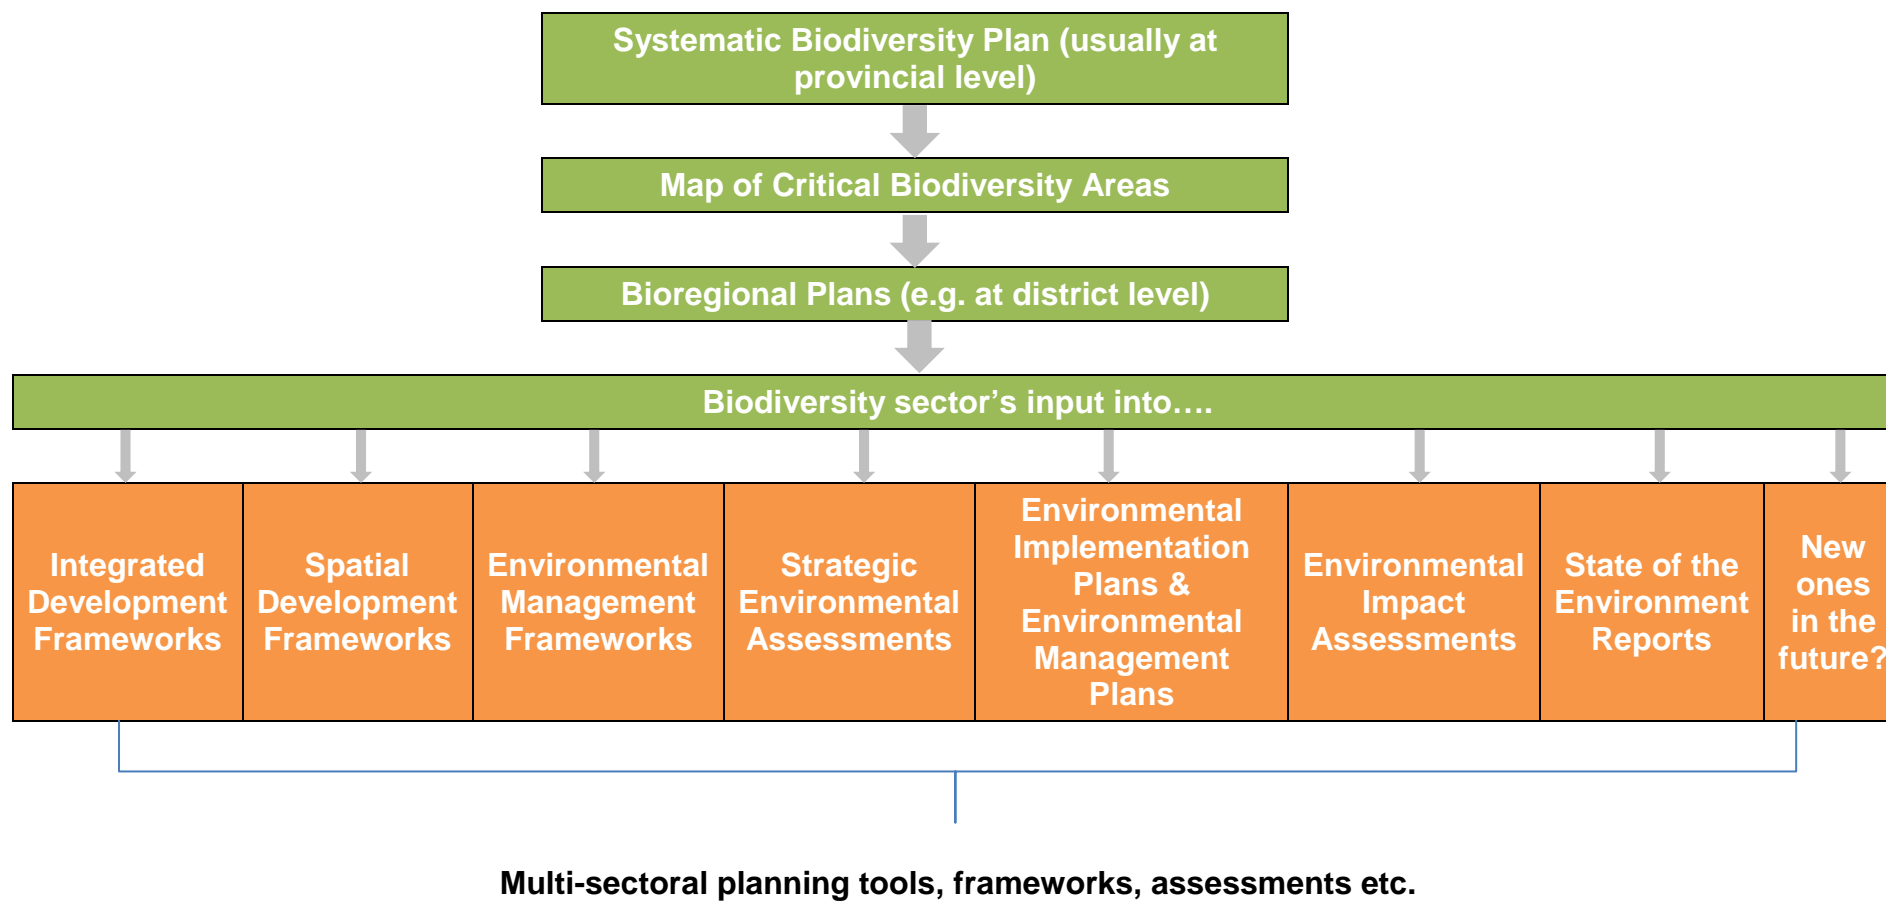 Systematic Biodiversity Plan (usually at
provincial level)
Map of Critical Biodiversity Areas
Bioregional Plans (e.g. at district level)
Biodiversity sector’s input into….
Integrated
Development
Frameworks
Spatial
Development
Frameworks
Environmental
Management
Frameworks
Strategic
Environmental
Assessments
Environmental
Implementation
Plans &
Environmental
Management
Plans
Environmental
Impact
Assessments
State of the
Environment
Reports
New
ones
in the
future?
Multi-sectoral planning tools, frameworks, assessments etc.